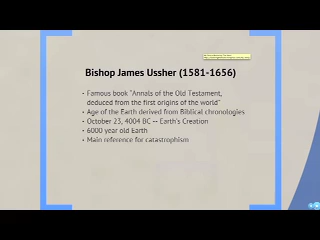 Bishop James Ussher (1581-1656)
• Famous book "Annals of the Old Testament,
deduced from the first origins of the world"
• Age of the Earth derived from Biblical chronologies
• October 23, 4004 BC -- Earth's Creation
• 6000 year old Earth
• Main reference for catastrophism